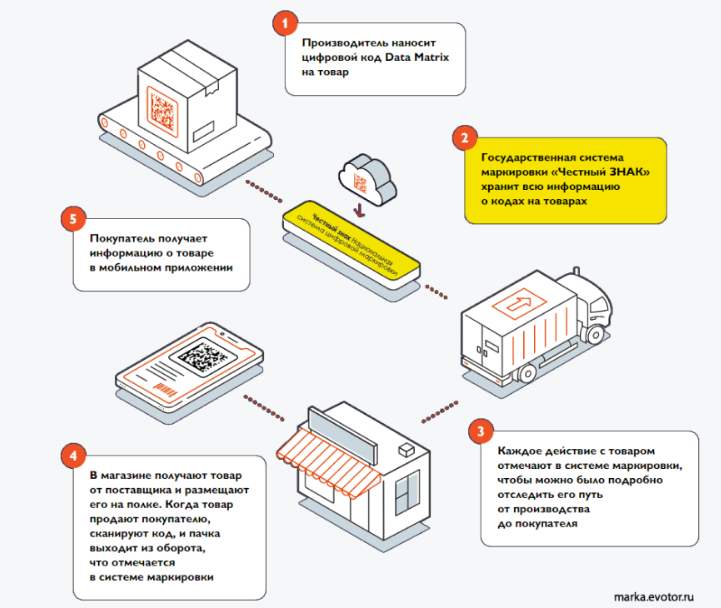 1
Производитель наносит
цифровой код Data Matrix
на товар
2
Государственная система
маркировки «Честный ЗНАК»
хранит всю информацию
о кодах на товарах
Честный знак Национальная
система цифровой маркировки
5
Покупатель получает
информацию о товаре
в мобильном приложении
3
Каждое действие с товаром
отмечают в системе маркировки,
чтобы можно было подробно
отследить его путь
от производства
до покупателя
4
В магазине получают товар
от поставщика и размещают
его на полке. Когда товар
продают покупателю,
сканируют код, и пачка
выходит из оборота,
что отмечается
в системе маркировки
marka.evotor.ru